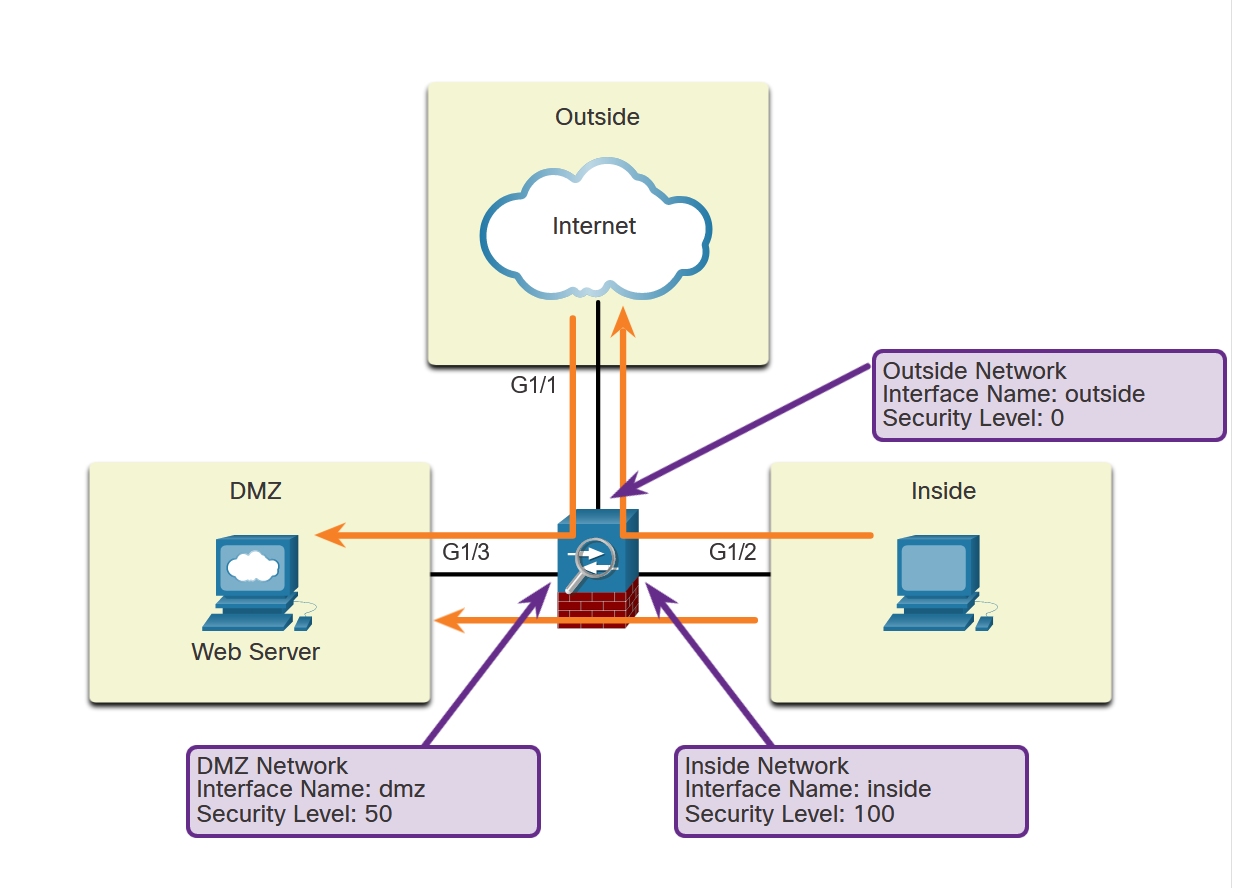 Outside
Internet
G1/1
Outside Network
Interface Name: outside
Security Level: 0
DMZ
Inside
G1/3
G1/2
Web Server
DMZ Network
Interface Name: dmz
Security Level: 50
Inside Network
Interface Name: inside
Security Level: 100